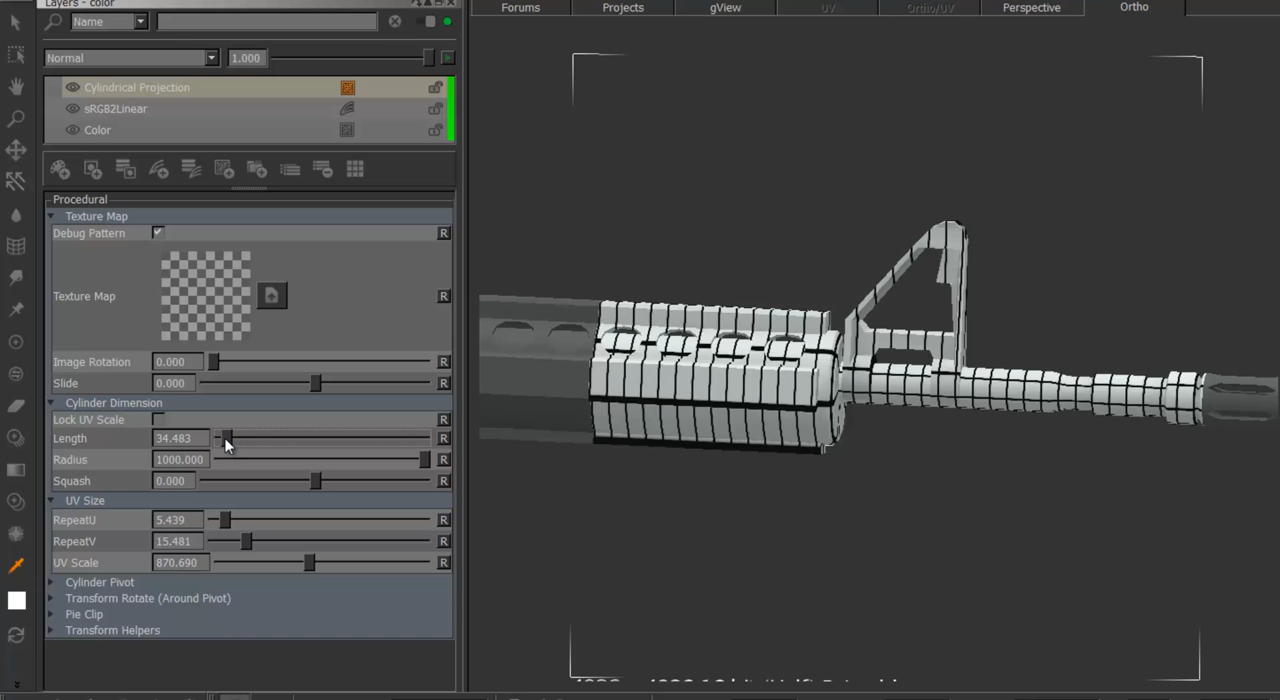 Layers - color
Forums Projects gView UV Ortho/UV Perspective Ortho
Name
Normal 1.000
Cylindrical Projection
sRGB2Linear
Color
Procedural
Texture Map
Debug Pattern R
Texture Map R
Image Rotation 0.000 R
Slide 0.000 R
Cylinder Dimension
Lock UV Scale R
Length 34.483 R
Radius 1000.000 R
Squash 0.000 R
UV Size
RepeatU 5.439 R
RepeatV 15.481 R
UV Scale 870.690 R
Cylinder Pivot
Transform Rotate (Around Pivot)
Pie Clip
Transform Helpers